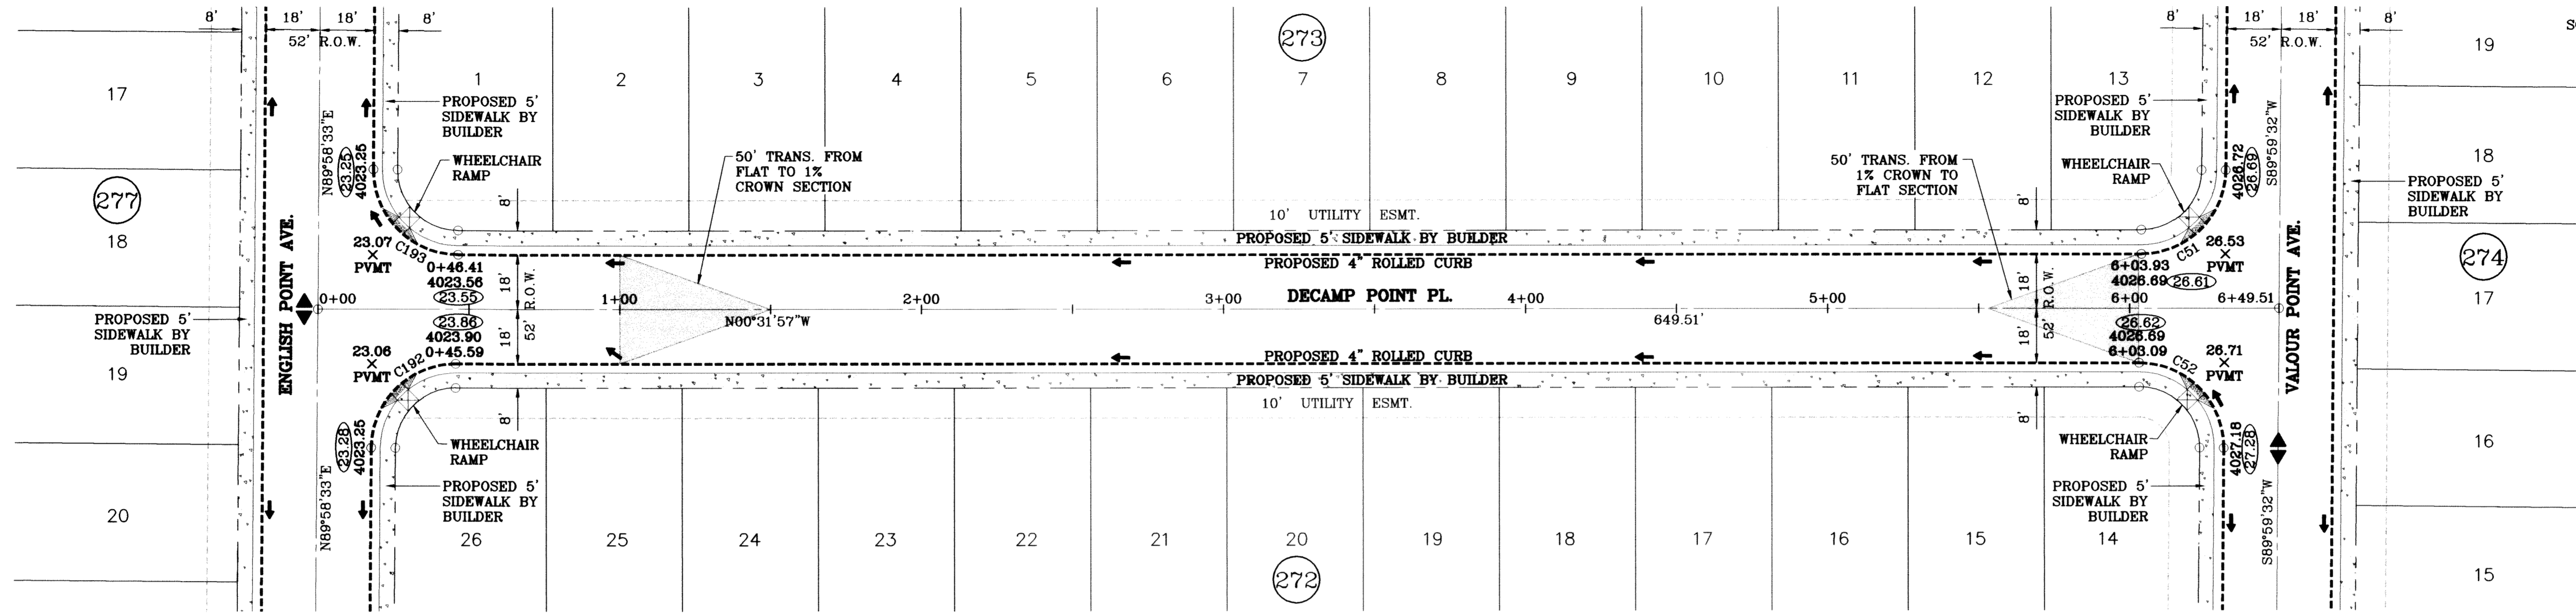 8' 18' 18' 8'
52' R.O.W.
8' 18' 18' 8'
52' R.O.W.
273
17
1 2 3 4 5 6 7 8 9 10 11 12 13
19
N89°58'33"E
PROPOSED 5'
SIDEWALK BY
BUILDER
PROPOSED 5'
SIDEWALK BY
BUILDER
S89°59'32"W
23.25
4023.25
WHEELCHAIR
RAMP
50' TRANS. FROM
FLAT TO 1%
CROWN SECTION
50' TRANS. FROM
1% CROWN TO
FLAT SECTION
WHEELCHAIR
RAMP
4026.72
26.69
18
PROPOSED 5'
SIDEWALK BY
BUILDER
277
18
274
ENGLISH POINT AVE.
VALOUR POINT AVE.
8'
10' UTILITY ESMT.
8'
PROPOSED 5' SIDEWALK BY BUILDER
PROPOSED 4" ROLLED CURB
23.07
PVMT
C193
0+46.41
4023.56
23.55
18'
52' R.O.W.
18'
18'
52' R.O.W.
18'
6+03.93
4026.69
26.61
C51
26.53
PVMT
0+00 1+00 2+00 3+00 DECAMP POINT PL. 4+00 5+00 6+00 6+49.51
17
N00°31'57"W
649.51'
PROPOSED 5'
SIDEWALK BY
BUILDER
19
23.86
4023.90
0+45.59
23.06
PVMT
C192
26.62
4026.69
6+03.09
26.71
PVMT
C52
PROPOSED 4" ROLLED CURB
PROPOSED 5' SIDEWALK BY BUILDER
10' UTILITY ESMT.
8'
8'
23.28
4023.25
WHEELCHAIR
RAMP
WHEELCHAIR
RAMP
4027.18
27.28
16
N89°58'33"E
PROPOSED 5'
SIDEWALK BY
BUILDER
PROPOSED 5'
SIDEWALK BY
BUILDER
S89°59'32"W
20
26 25 24 23 22 21 20 19 18 17 16 15 14
15
272